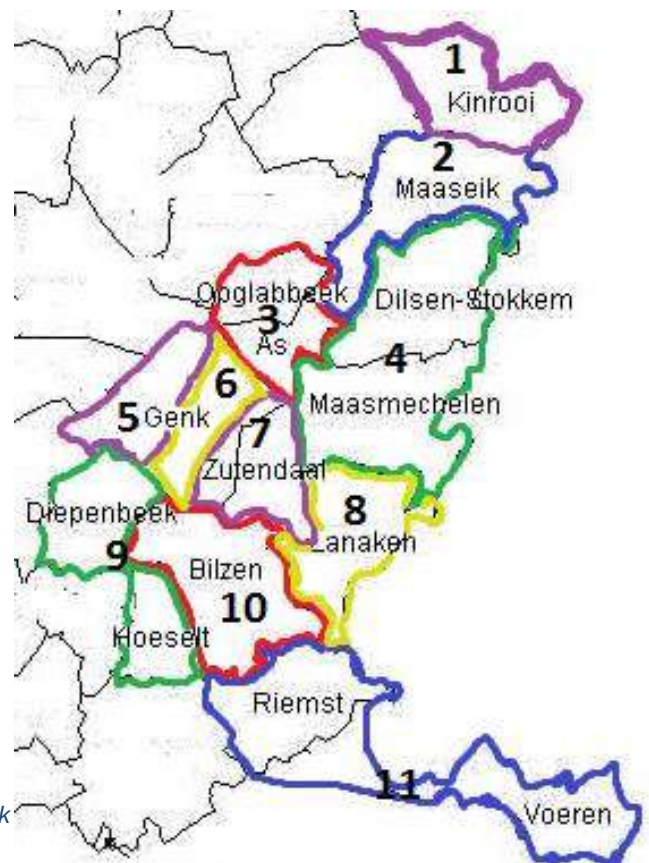 1
Kinrooi
2
Maaseik
Opglabbeek
Dilsen-Stokkem
3
As
4
6
Maasmechelen
5
Genk
7
Zutendaal
Diepenbeek
8
Lanaken
9
Bilzen
10
Hoeselt
Riemst
11
Voeren
k